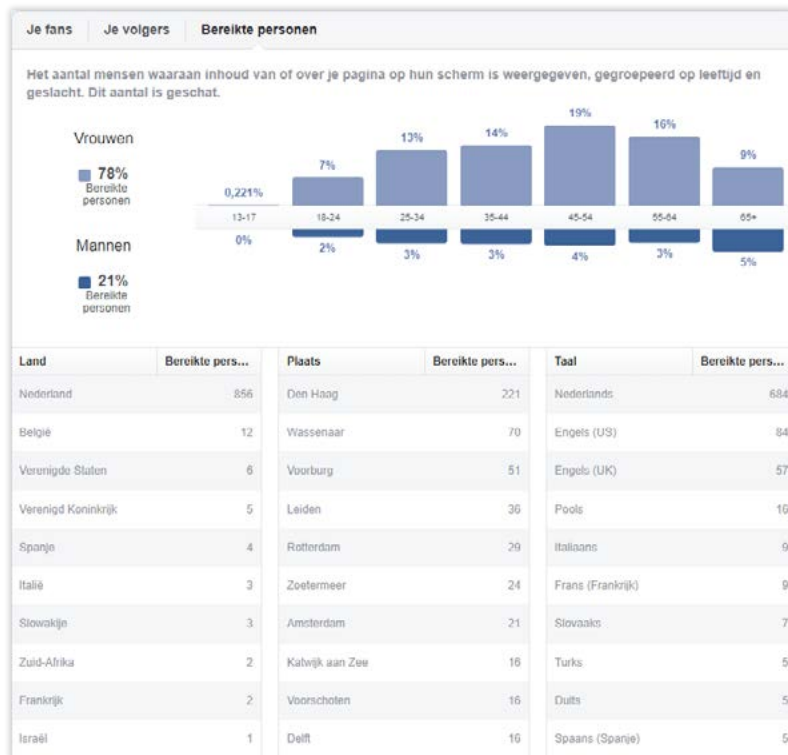 Je fans Je volgers Bereikte personen
Het aantal mensen waaraan inhoud van of over je pagina op hun scherm is weergegeven, gegroepeerd op leeftijd en
geslacht. Dit aantal is geschat.
Vrouwen
78%
Bereikte
personen
0,221% 7% 13% 14% 19% 16% 9%
13-17 18-24 25-34 35-44 45-54 55-64 65+
0% 2% 3% 3% 4% 3% 5%
Mannen
21%
Bereikte
personen
Land Bereikte pers... Plaats Bereikte pers... Taal Bereikte pers...
Nederland 856 Den Haag 221 Nederlands 684
België 12 Wassenaar 70 Engels (US) 84
Verenigde Staten 6 Voorburg 51 Engels (UK) 57
Verenigd Koninkrijk 5 Leiden 36 Pools 16
Spanje 4 Rotterdam 29 Italiaans 9
Italië 3 Zoetermeer 24 Frans (Frankrijk) 9
Slowakije 3 Amsterdam 21 Slovaaks 7
Zuid-Afrika 2 Katwijk aan Zee 16 Turks 5
Frankrijk 2 Voorschoten 16 Duits 5
Israël 1 Delft 16 Spaans (Spanje) 5